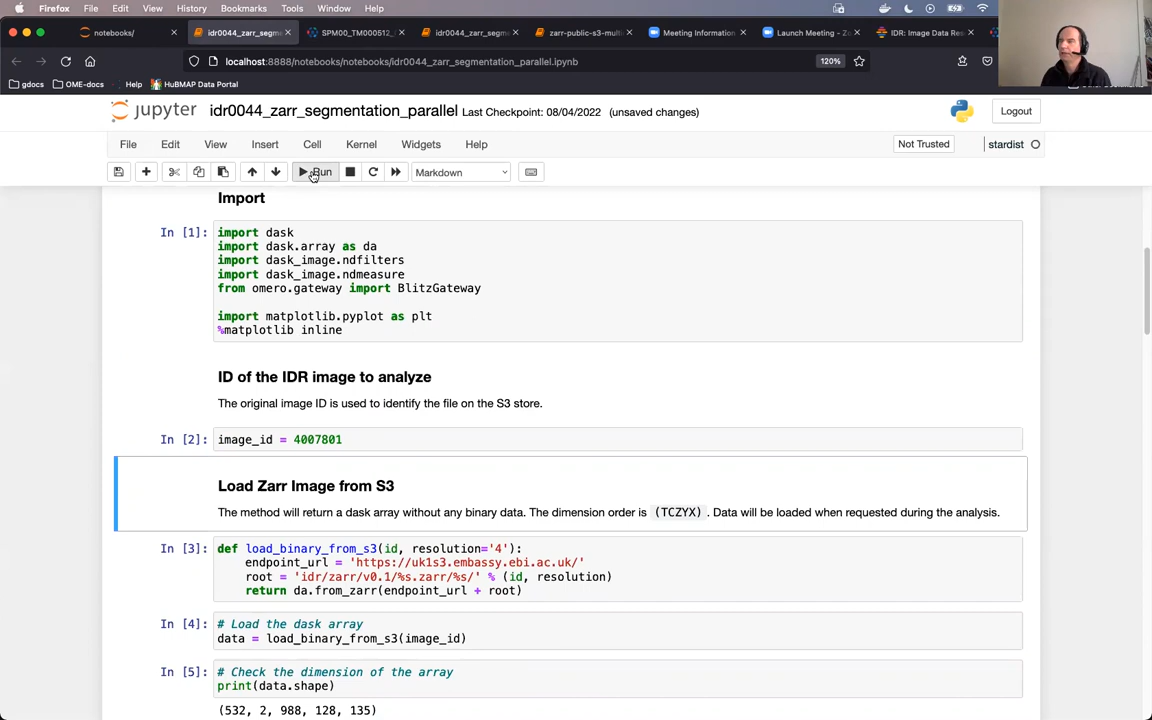 Firefox File Edit View History Bookmarks Tools Window Help
notebooks/
idr0044_zarr_segme
SPM00_TM000512_
idr0044_zarr_segm
zarr-public-s3-mult
Meeting Information
Launch Meeting - Zo
IDR: Image Data Res
localhost:8888/notebooks/notebooks/idr0044_zarr_segmentation_parallel.ipynb
120%
gdocs OME-docs Help HuBMAP Data Portal
jupyter idr0044_zarr_segmentation_parallel Last Checkpoint: 08/04/2022 (unsaved changes)
Logout
File Edit View Insert Cell Kernel Widgets Help
Not Trusted
stardist
Run
Markdown
Import
In [1]: import dask
import dask.array as da
import dask_image.ndfilters
import dask_image.ndmeasure
from omero.gateway import BlitzGateway
import matplotlib.pyplot as plt
%matplotlib inline
ID of the IDR image to analyze
The original image ID is used to identify the file on the S3 store.
In [2]: image_id = 4007801
Load Zarr Image from S3
The method will return a dask array without any binary data. The dimension order is (TCZYX) . Data will be loaded when requested during the analysis.
In [3]: def load_binary_from_s3(id, resolution='4'):
endpoint_url = 'https://uk1s3.embassy.ebi.ac.uk/'
root = 'idr/zarr/v0.1/%s.zarr/%s/' % (id, resolution)
return da.from_zarr(endpoint_url + root)
In [4]: # Load the dask array
data = load_binary_from_s3(image_id)
In [5]: # Check the dimension of the array
print(data.shape)
(532, 2, 988, 128, 135)